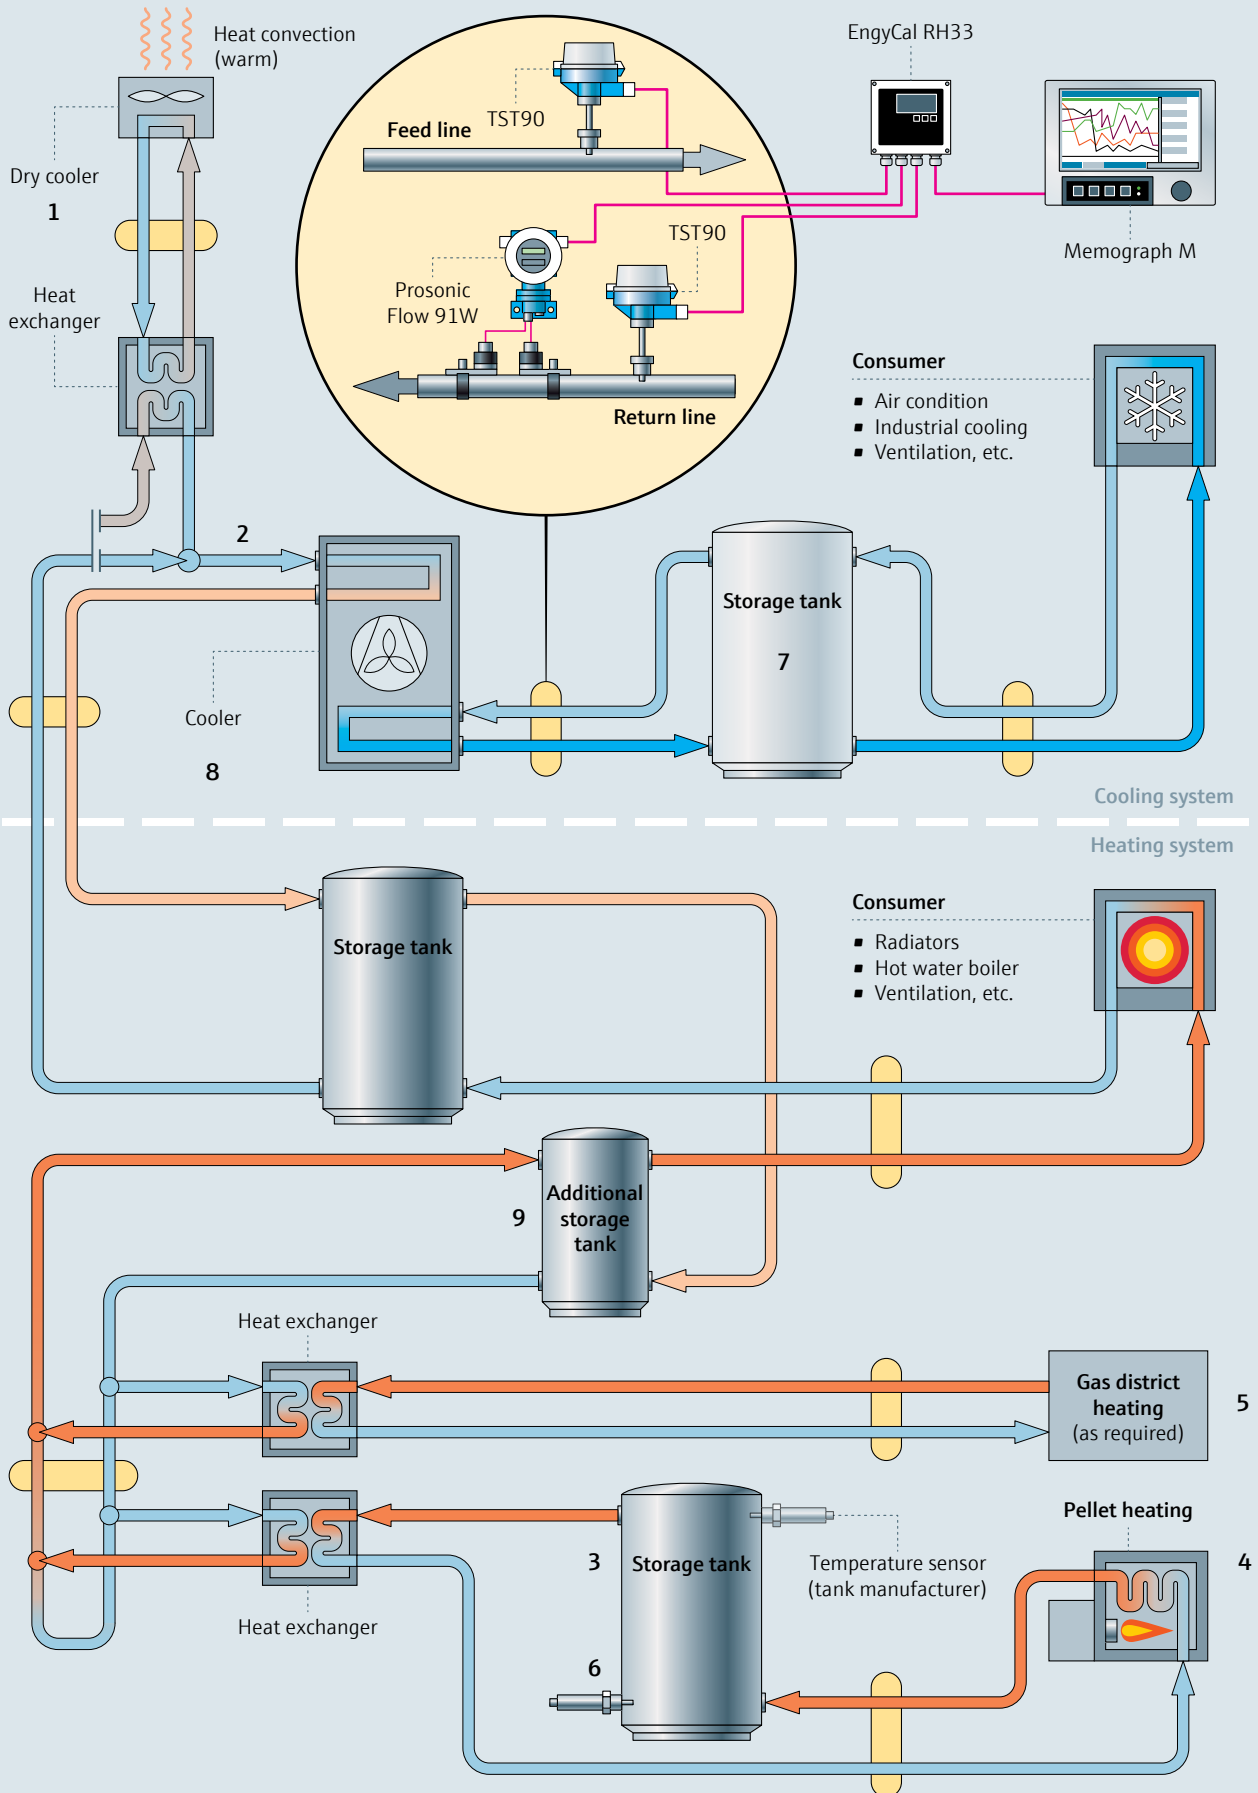 Heat convection
(warm)
Dry cooler
1
Heat
exchanger
2
Feed line
TST90
EngyCal RH33
Memograph M
TST90
Prosonic
Flow 91W
Return line
Consumer
▪ Air condition
▪ Industrial cooling
▪ Ventilation, etc.
Storage tank
7
Cooler
8
Cooling system
Heating system
Storage tank
Consumer
▪ Radiators
▪ Hot water boiler
▪ Ventilation, etc.
9
Additional
storage
tank
Heat exchanger
Gas district
heating
(as required)
5
Pellet heating
4
3
Storage tank
Temperature sensor
(tank manufacturer)
Heat exchanger
6